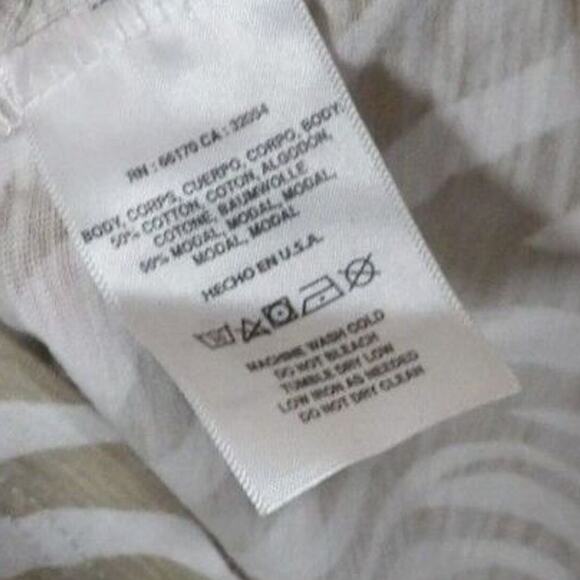 RN : 66170 CA : 32054
BODY, CORPS, CUERPO, CORPO, BODY:
50% COTTON, COTON, ALGODON,
COTONE, BAUMWOLLE
50% MODAL, MODAL, MODAL,
MODAL, MODAL
HECHO EN U.S.A.
MACHINE WASH COLD
DO NOT BLEACH
TUMBLE DRY LOW
LOW IRON AS NEEDED
DO NOT DRY CLEAN